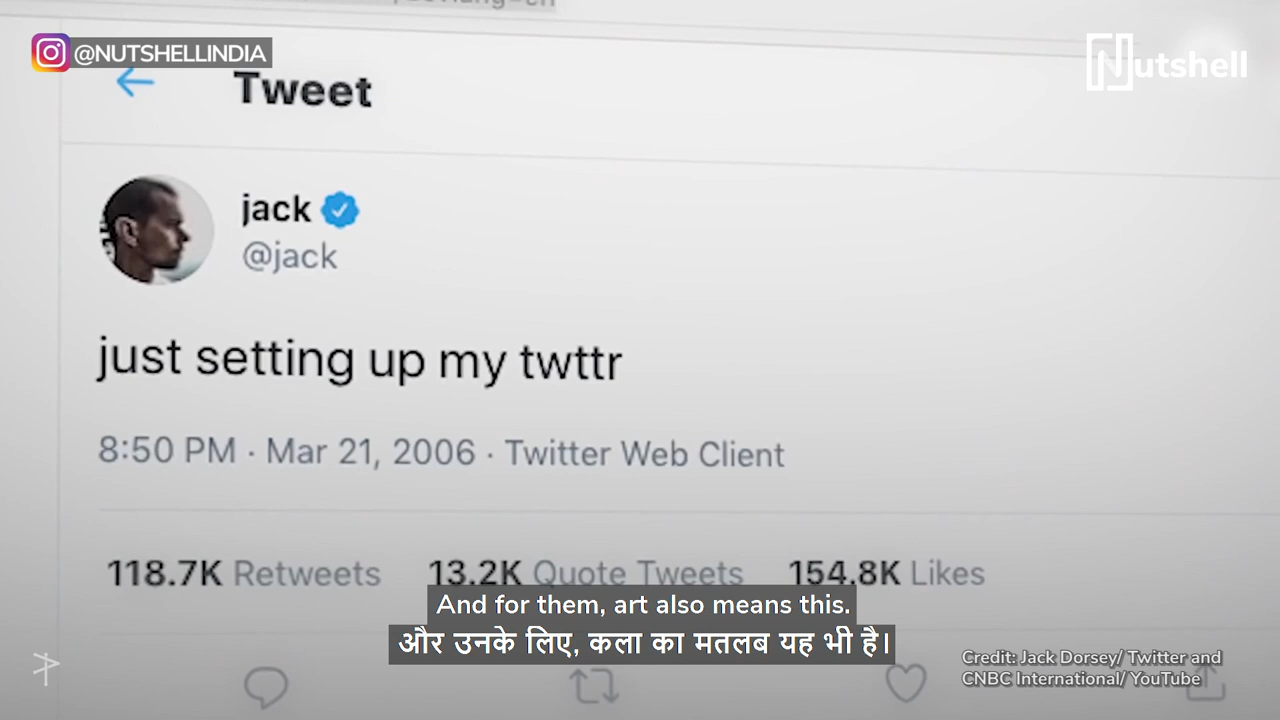 @NUTSHELLINDIA
Nutshell
Tweet
jack
@jack
just setting up my twttr
8:50 PM · Mar 21, 2006 · Twitter Web Client
118.7K Retweets 13.2K Quote Tweets 154.8K Likes
And for them, art also means this.
और उनके लिए, कला का मतलब यह भी है।
Credit: Jack Dorsey/ Twitter and
CNBC International/ YouTube